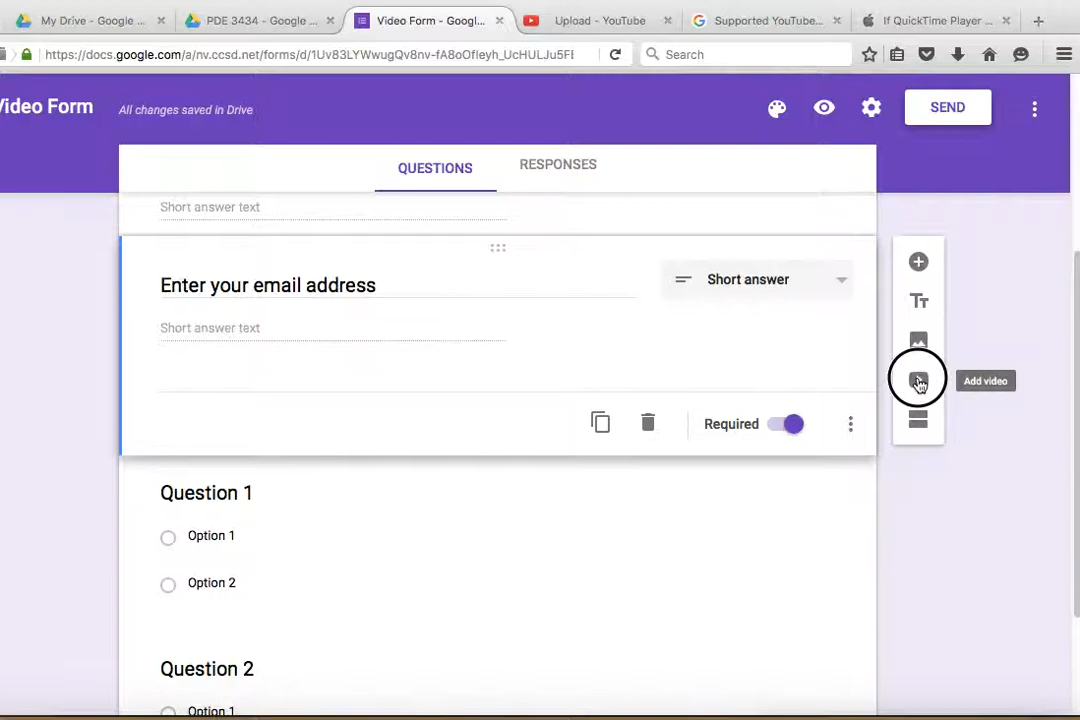 My Drive - Google ...
PDE 3434 - Google ...
Video Form - Googl...
Upload - YouTube
Supported YouTube...
If QuickTime Player ...
https://docs.google.com/a/nv.ccsd.net/forms/d/1Uv83LYWwugQv8nv-fA8oOfIeyh_UcHULJu5FI
Search
Video Form
All changes saved in Drive
SEND
QUESTIONS
RESPONSES
Short answer text
Enter your email address
Short answer
Short answer text
Add video
Required
Question 1
Option 1
Option 2
Question 2
Option 1